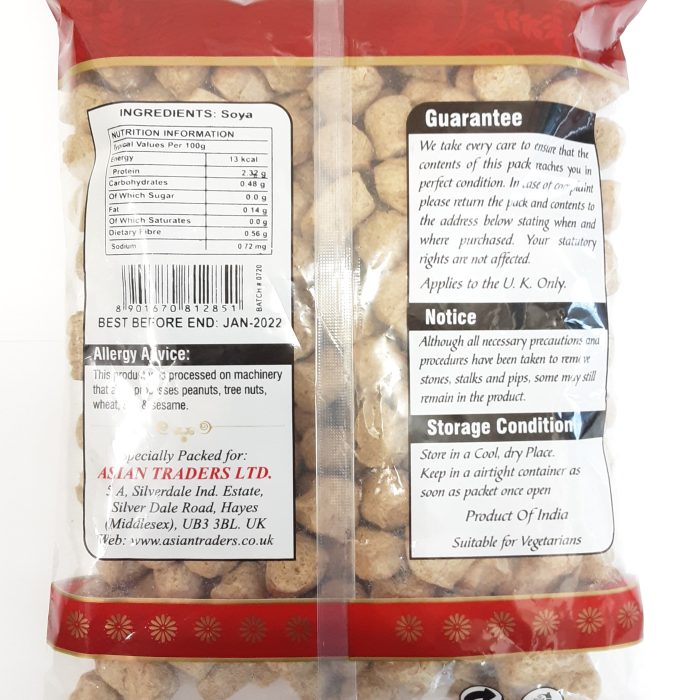 INGREDIENTS: Soya
NUTRITION INFORMATION
Typical Values Per 100g
Energy 13 kcal
Protein 2.32 g
Carbohydrates 0.48 g
Of Which Sugar 0.0 g
Fat 0.14 g
Of Which Saturates 0.0 g
Dietary Fibre 0.56 g
Sodium 0.72 mg
8 901670 812851
BATCH # 0720
BEST BEFORE END: JAN-2022
Allergy Advice:
This product is processed on machinery
that also processes peanuts, tree nuts,
wheat, & sesame.
Specially Packed for:
ASIAN TRADERS LTD.
5 A, Silverdale Ind. Estate,
Silver Dale Road, Hayes
(Middlesex), UB3 3BL. UK
Web: www.asiantraders.co.uk
Guarantee
We take every care to ensure that the
contents of this pack reaches you in
perfect condition. In case of complaint
please return the pack and contents to
the address below stating when and
where purchased. Your statutory
rights are not affected.
Applies to the U. K. Only.
Notice
Although all necessary precautions and
procedures have been taken to remove
stones, stalks and pips, some may still
remain in the product.
Storage Condition
Store in a Cool, dry Place.
Keep in a airtight container as
soon as packet once open
Product Of India
Suitable for Vegetarians